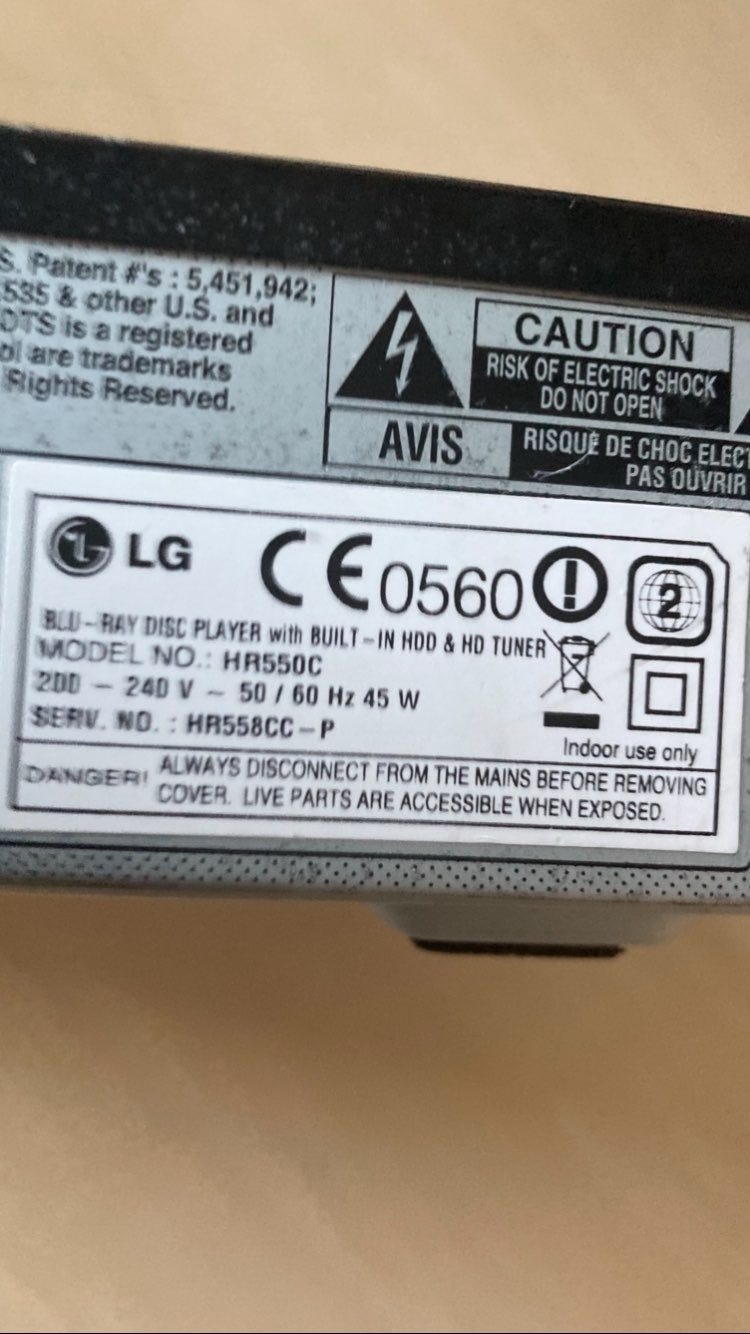 S. Patent #'s : 5,451,942;
535 & other U.S. and
DTS is a registered
ol are trademarks
Rights Reserved.
CAUTION
RISK OF ELECTRIC SHOCK
DO NOT OPEN
AVIS
RISQUE DE CHOC ELECT
PAS OUVRIR
LG CE 0560 2
BLU-RAY DISC PLAYER with BUILT-IN HDD & HD TUNER
MODEL NO.: HR550C
200 - 240 V ~ 50 / 60 Hz 45 W
SERV. NO. : HR558CC-P
Indoor use only
DANGER! ALWAYS DISCONNECT FROM THE MAINS BEFORE REMOVING
COVER. LIVE PARTS ARE ACCESSIBLE WHEN EXPOSED.